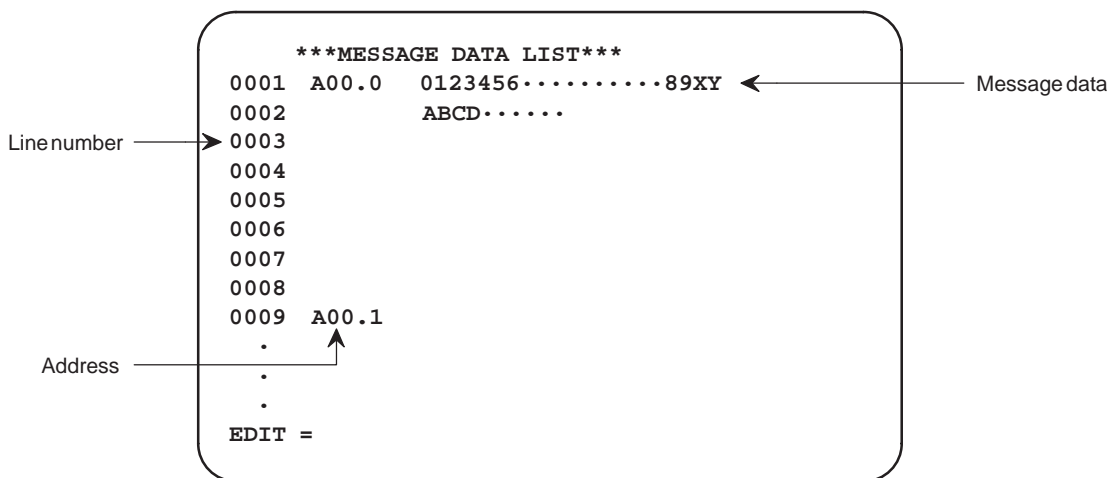 ***MESSAGE DATA LIST***
0001 A00.0 0123456··········89XY
Message data
0002 ABCD······
Line number
0003
0004
0005
0006
0007
0008
0009 A00.1
.
Address
.
.
EDIT =